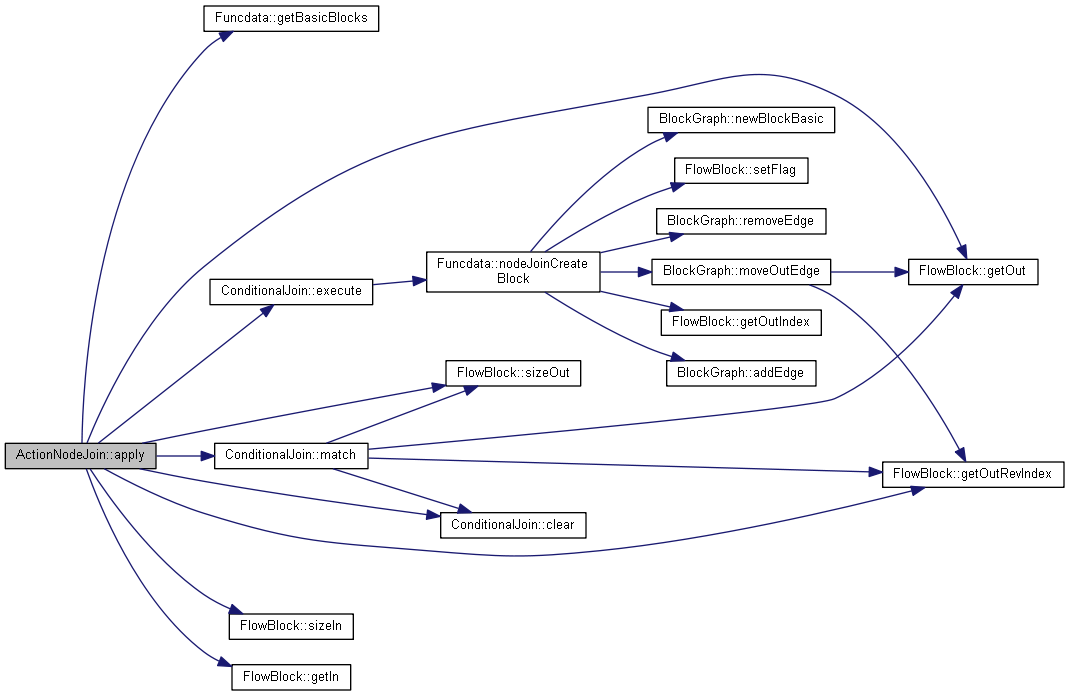 Funcdata::getBasicBlocks
BlockGraph::newBlockBasic
FlowBlock::setFlag
BlockGraph::removeEdge
Funcdata::nodeJoinCreate
Block
BlockGraph::moveOutEdge
FlowBlock::getOut
ConditionalJoin::execute
FlowBlock::getOutIndex
FlowBlock::sizeOut
BlockGraph::addEdge
ActionNodeJoin::apply
ConditionalJoin::match
FlowBlock::getOutRevIndex
ConditionalJoin::clear
FlowBlock::sizeIn
FlowBlock::getIn